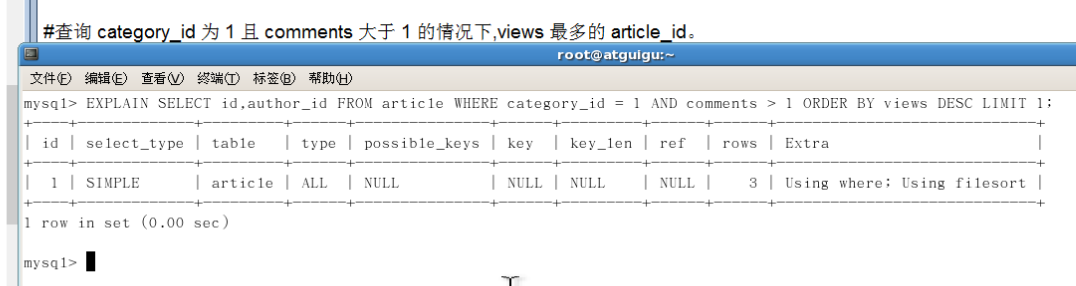 #查询 category_id 为 1 且 comments 大于 1 的情况下,views 最多的 article_id。
root@atguigu:~
文件(F) 编辑(E) 查看(V) 终端(T) 标签(B) 帮助(H)
mysql> EXPLAIN SELECT id,author_id FROM article WHERE category_id = 1 AND comments > 1 ORDER BY views DESC LIMIT 1;
+----+-------------+---------+------+---------------+------+---------+------+------+-----------------------------+
| id | select_type | table | type | possible_keys | key | key_len | ref | rows | Extra |
+----+-------------+---------+------+---------------+------+---------+------+------+-----------------------------+
| 1 | SIMPLE | article | ALL | NULL | NULL | NULL | NULL | 3 | Using where; Using filesort |
+----+-------------+---------+------+---------------+------+---------+------+------+-----------------------------+
1 row in set (0.00 sec)
mysql>